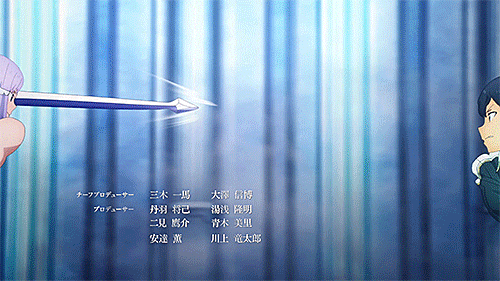 チーフプロデューサー 三木 一馬 大澤 信博
プロデューサー 丹羽 将己 湯浅 隆明
二見 鷹介 青木 美里
安達 薫 川上 竜太郎